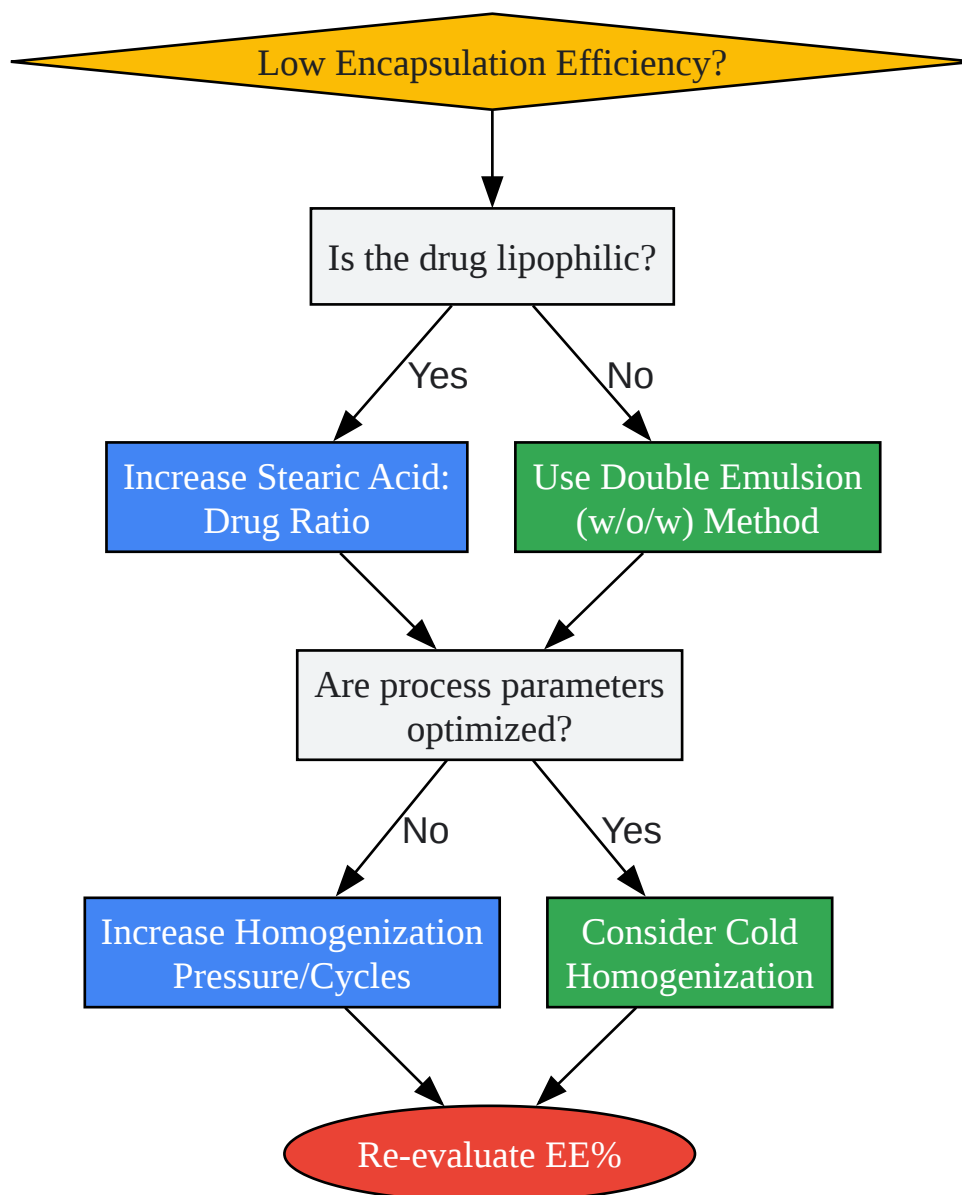 Low Encapsulation Efficiency?
Is the drug lipophilic?
Yes
No
Increase Stearic Acid:
Drug Ratio
Use Double Emulsion
(w/o/w) Method
Are process parameters
optimized?
No
Yes
Increase Homogenization
Pressure/Cycles
Consider Cold
Homogenization
Re-evaluate EE%